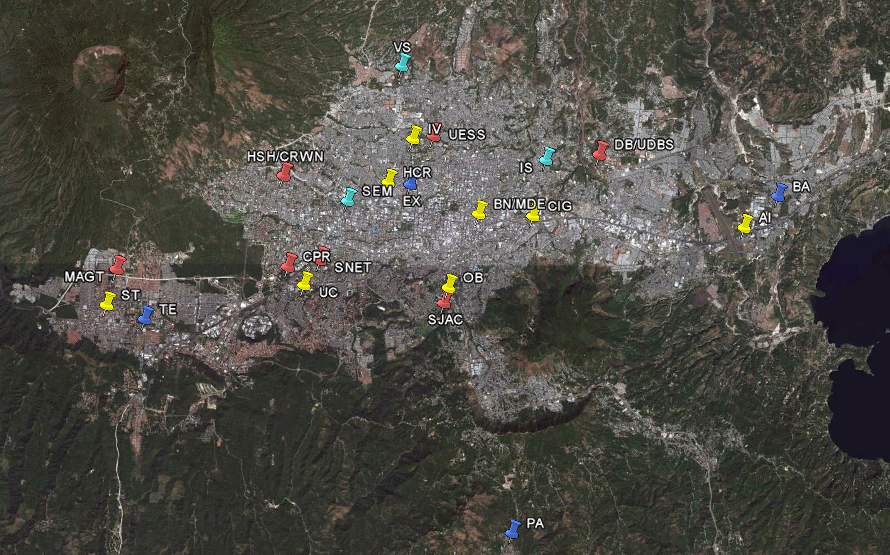 VS
IV
UESS
DB/UDBS
HSH/CRWN
IS
HCR
SEM
EX
BA
BN/MDE
CIG
AI
CPR
SNET
MAGT
UC
OB
ST
TE
SJAC
PA